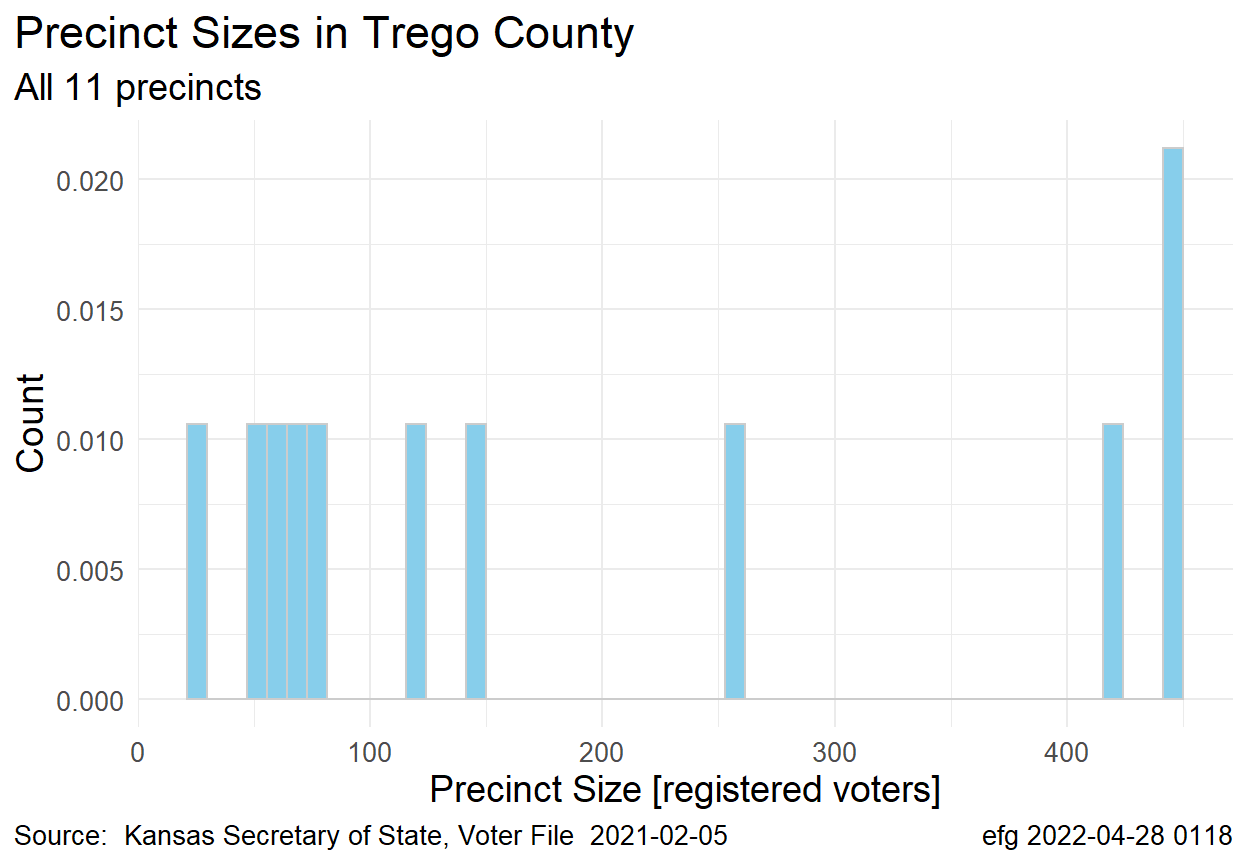 Precinct Sizes in Trego County
All 11 precincts
Count
0.020
0.015
0.010
0.005
0.000
0 100 200 300 400
Precinct Size [registered voters]
Source:  Kansas Secretary of State, Voter File  2021-02-05
efg 2022-04-28 0118